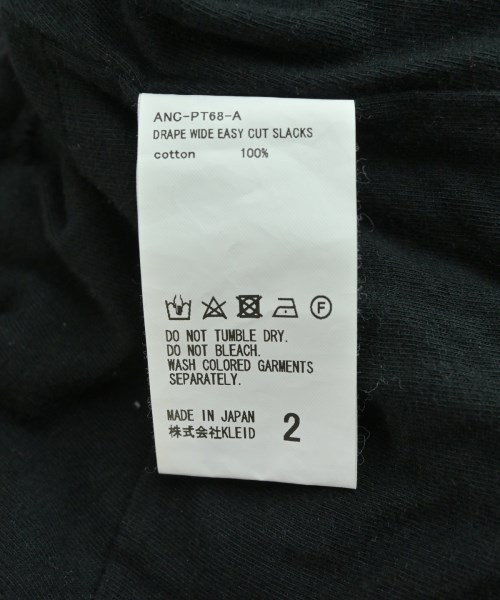 ANC-PT68-A
DRAPE WIDE EASY CUT SLACKS
cotton 100%
F
DO NOT TUMBLE DRY.
DO NOT BLEACH.
WASH COLORED GARMENTS
SEPARATELY.
MADE IN JAPAN
株式会社KLEID 2